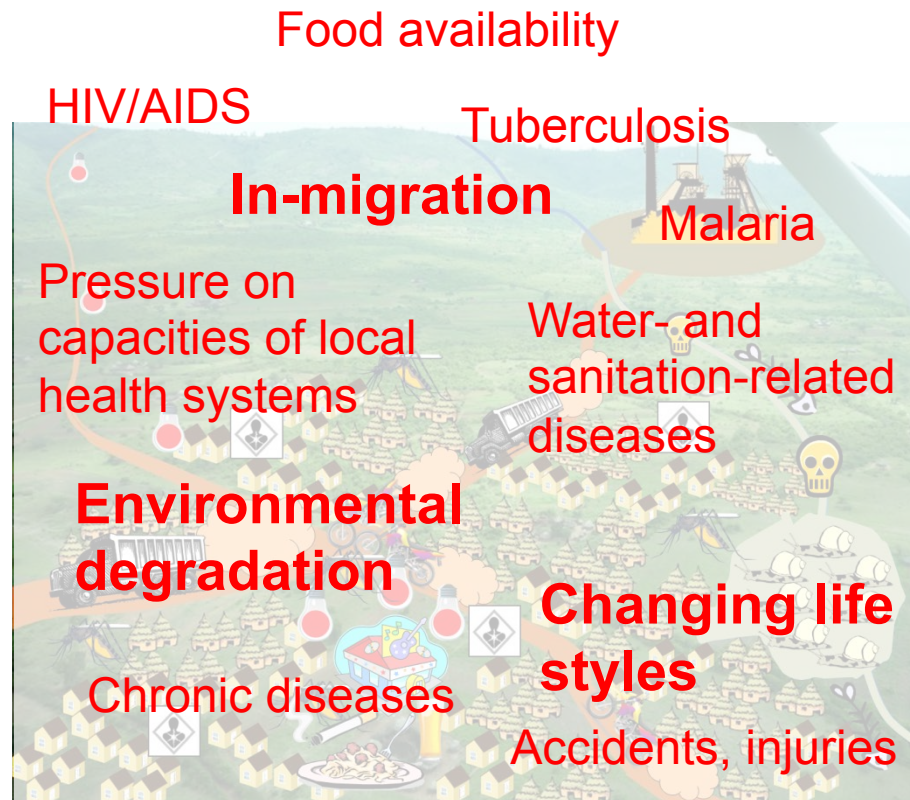 Food availability
HIV/AIDS
Tuberculosis
In-migration
Malaria
Pressure on
capacities of local
health systems
Water- and
sanitation-related
diseases
Environmental
degradation
Changing life
styles
Chronic diseases
Accidents, injuries